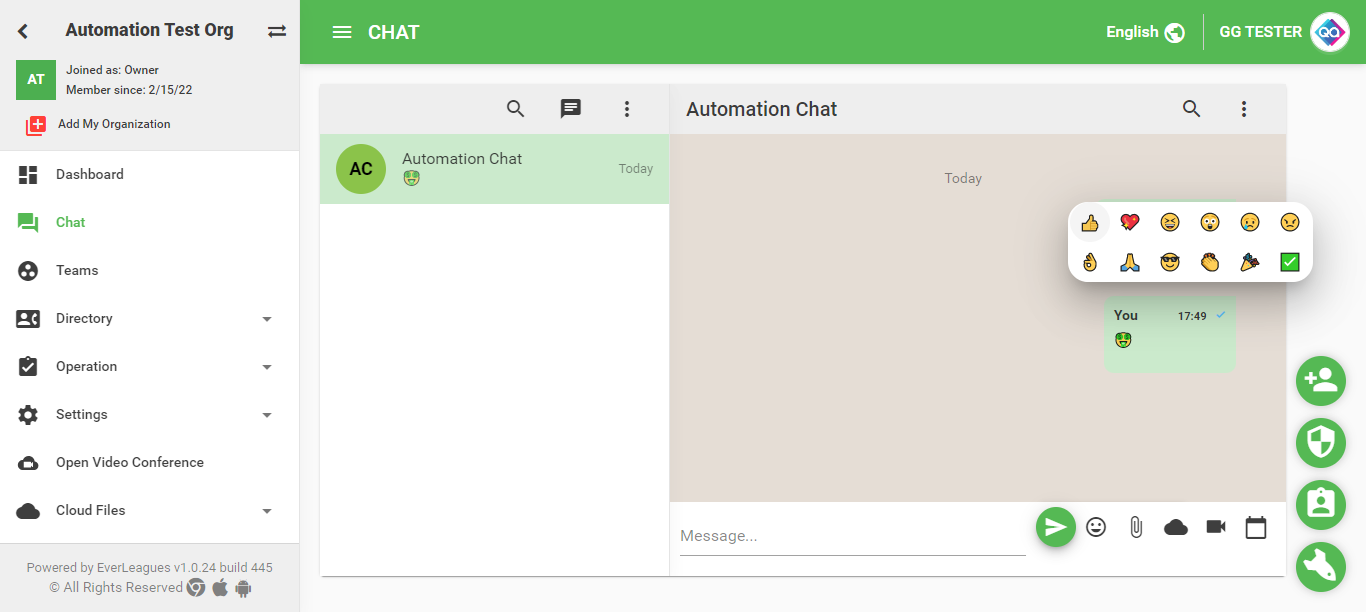 Automation Test Org
AT
Joined as: Owner
Member since: 2/15/22
Add My Organization
Dashboard
Chat
Teams
Directory
Operation
Settings
Open Video Conference
Cloud Files
Powered by EverLeagues v1.0.24 build 445
© All Rights Reserved
CHAT
English
GG TESTER
QA
AC
Automation Chat
Today
Automation Chat
Today
You 17:49
Message...